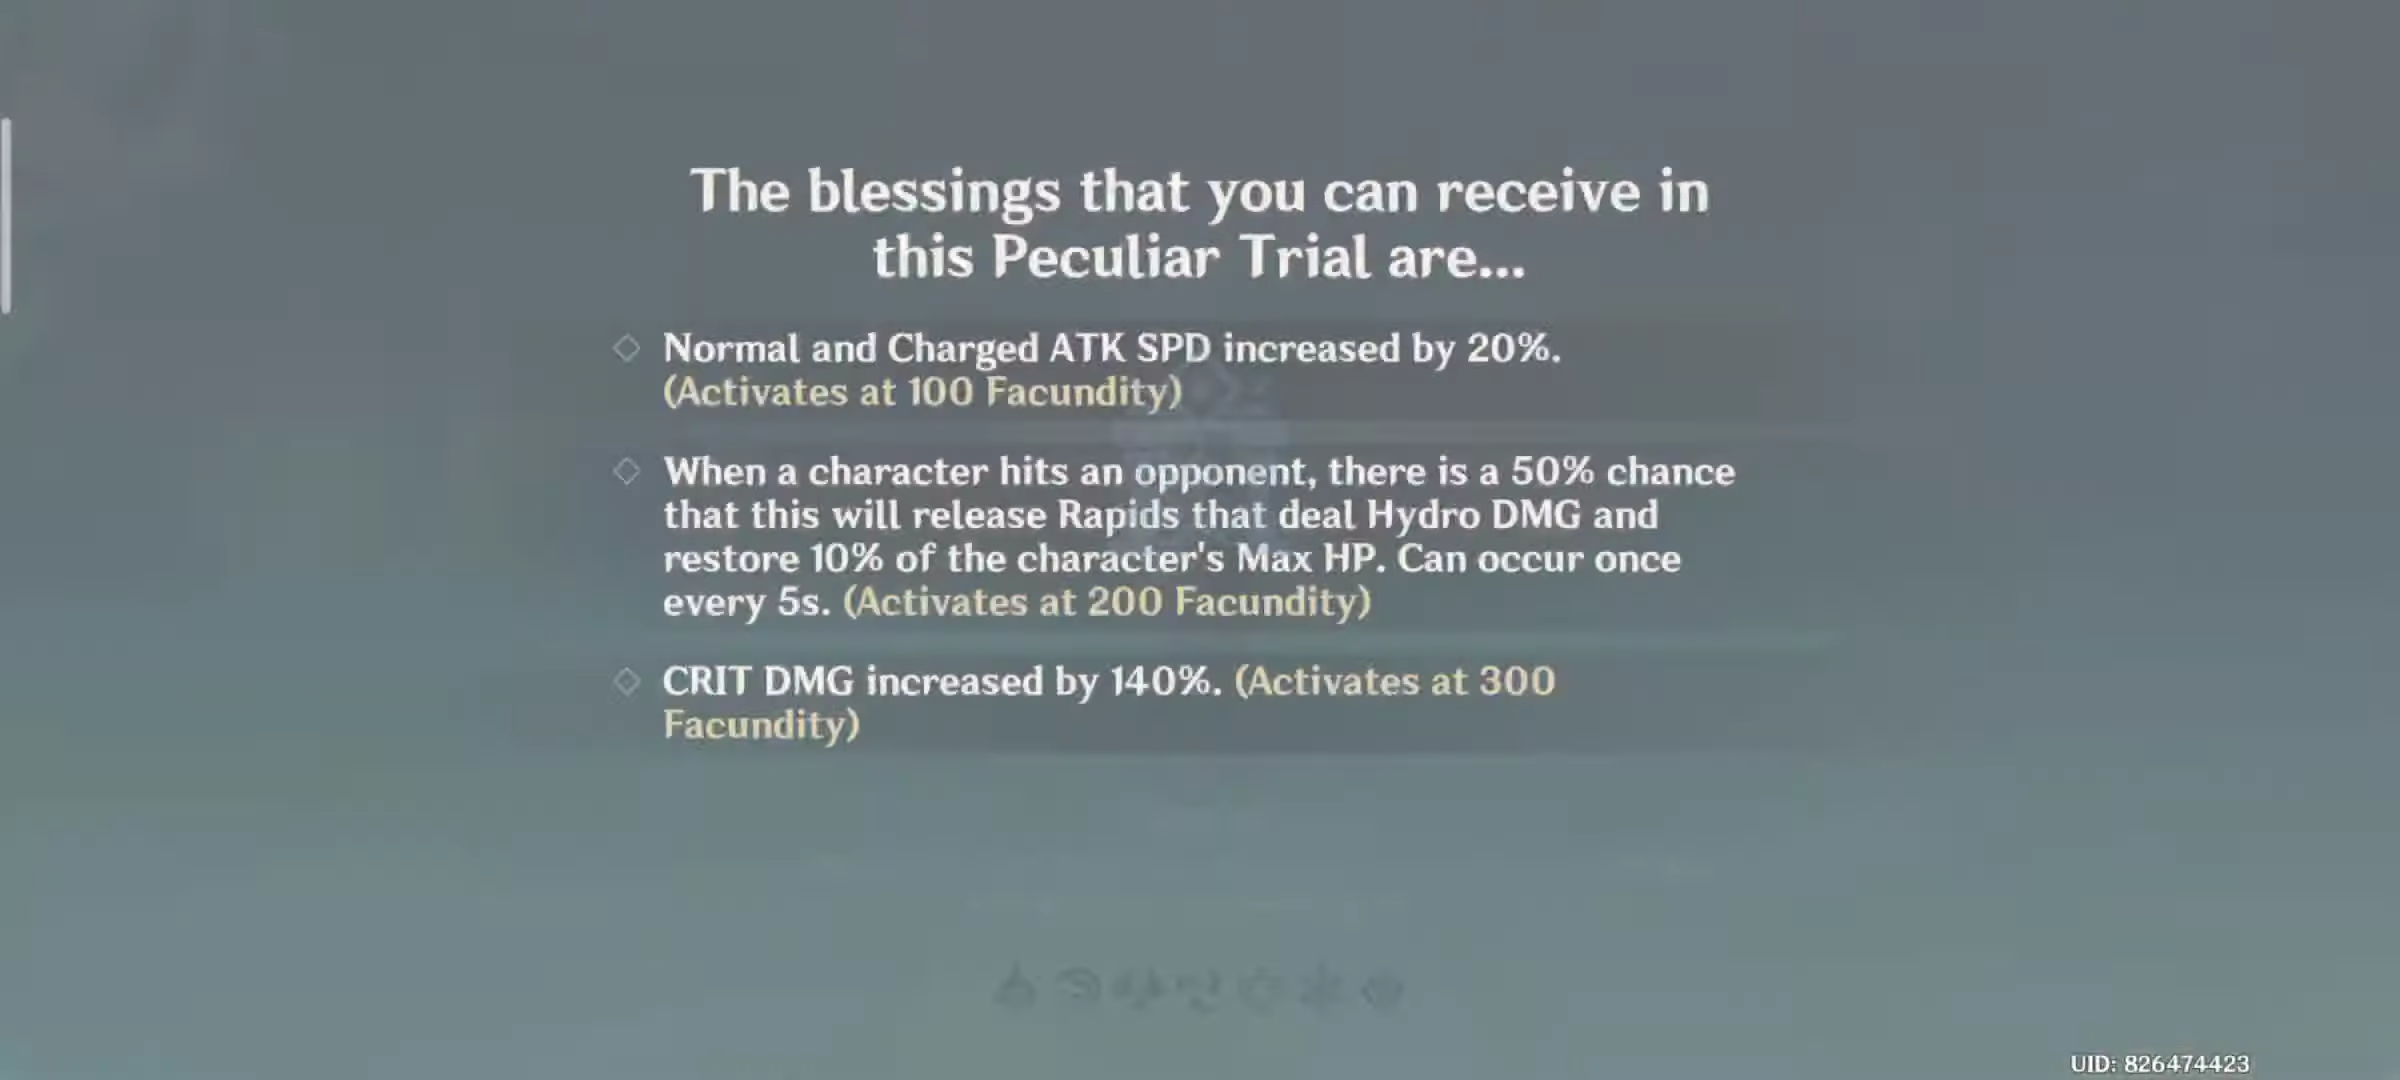 The blessings that you can receive in
this Peculiar Trial are...
Normal and Charged ATK SPD increased by 20%.
(Activates at 100 Facundity)
When a character hits an opponent, there is a 50% chance
that this will release Rapids that deal Hydro DMG and
restore 10% of the character's Max HP. Can occur once
every 5s. (Activates at 200 Facundity)
CRIT DMG increased by 140%. (Activates at 300
Facundity)
UID: 826474423